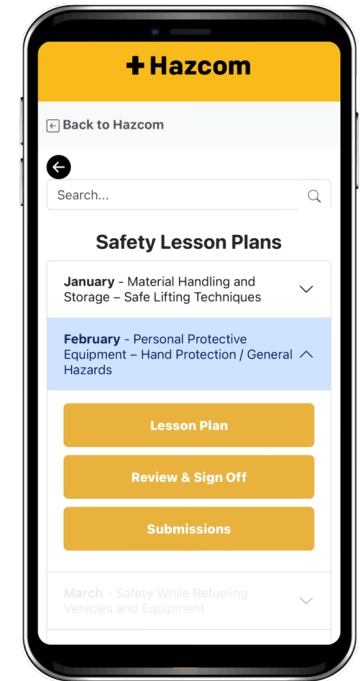 + Hazcom
Back to Hazcom
Search...
Safety Lesson Plans
January - Material Handling and
Storage – Safe Lifting Techniques
February - Personal Protective
Equipment – Hand Protection / General
Hazards
Lesson Plan
Review & Sign Off
Submissions
March - Safety While Refueling
Vehicles and Equipment